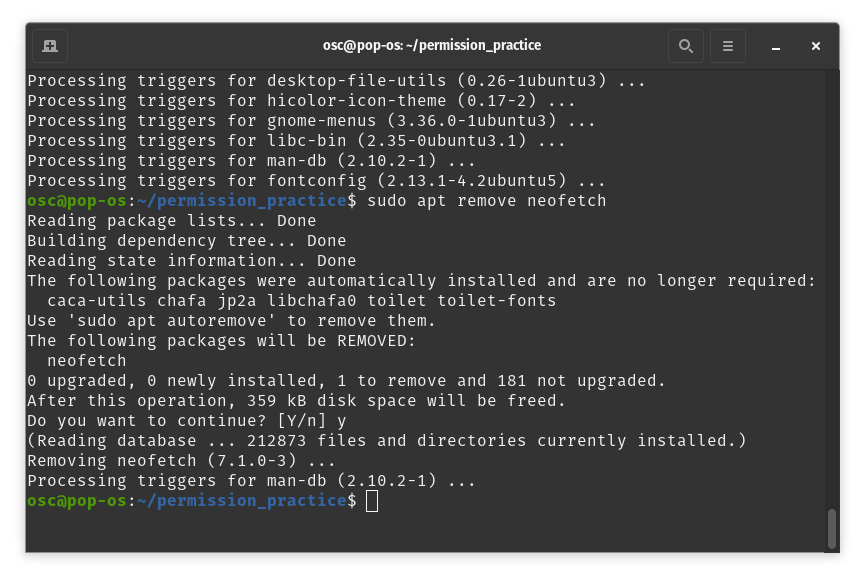 osc@pop-os: ~/permission_practice
Processing triggers for desktop-file-utils (0.26-1ubuntu3) ...
Processing triggers for hicolor-icon-theme (0.17-2) ...
Processing triggers for gnome-menus (3.36.0-1ubuntu3) ...
Processing triggers for libc-bin (2.35-0ubuntu3.1) ...
Processing triggers for man-db (2.10.2-1) ...
Processing triggers for fontconfig (2.13.1-4.2ubuntu5) ...
osc@pop-os:~/permission_practice$ sudo apt remove neofetch
Reading package lists... Done
Building dependency tree... Done
Reading state information... Done
The following packages were automatically installed and are no longer required:
  caca-utils chafa jp2a libchafa0 toilet toilet-fonts
Use 'sudo apt autoremove' to remove them.
The following packages will be REMOVED:
  neofetch
0 upgraded, 0 newly installed, 1 to remove and 181 not upgraded.
After this operation, 359 kB disk space will be freed.
Do you want to continue? [Y/n] y
(Reading database ... 212873 files and directories currently installed.)
Removing neofetch (7.1.0-3) ...
Processing triggers for man-db (2.10.2-1) ...
osc@pop-os:~/permission_practice$